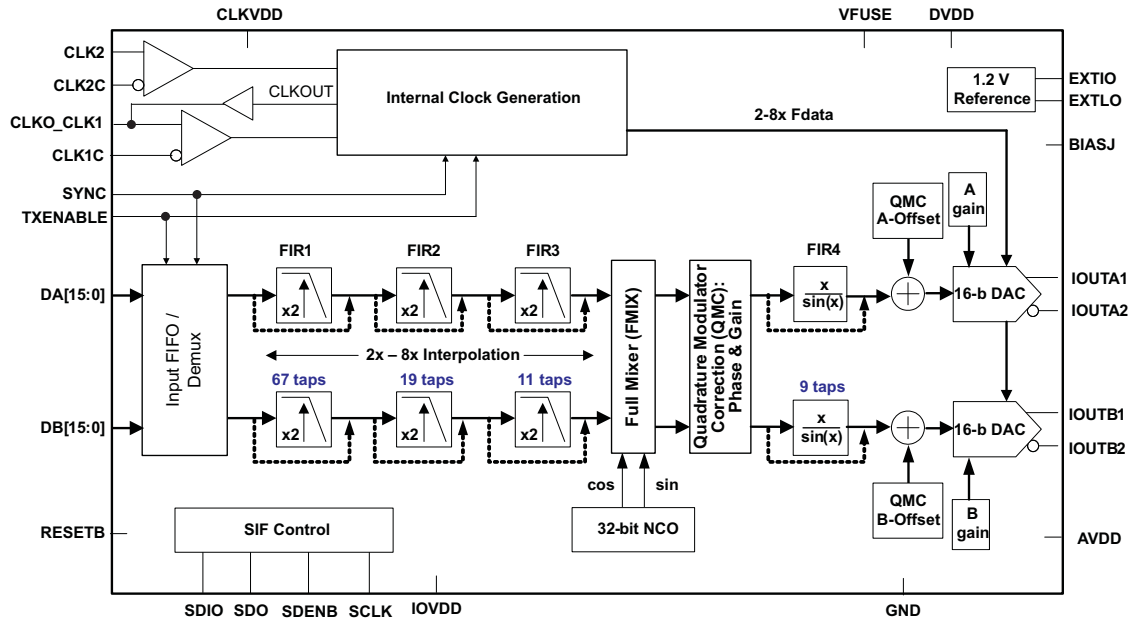 CLKVDD
VFUSE
DVDD
CLK2
CLK2C
CLKOUT
CLKO_CLK1
CLK1C
Internal Clock Generation
1.2 V
Reference
EXTIO
EXTLO
2-8x Fdata
BIASJ
SYNC
TXENABLE
QMC
A-Offset
A
gain
FIR1
FIR2
FIR3
FIR4
DA[15:0]
x2
x2
x2
x
sin(x)
16-b DAC
IOUTA1
IOUTA2
Input FIFO /
Demux
2x – 8x Interpolation
Full Mixer (FMIX)
Quadrature Modulator
Correction (QMC):
Phase & Gain
67 taps
19 taps
11 taps
9 taps
DB[15:0]
x2
x2
x2
x
sin(x)
16-b DAC
IOUTB1
IOUTB2
cos
sin
QMC
B-Offset
B
gain
RESETB
SIF Control
32-bit NCO
AVDD
SDIO
SDO
SDENB
SCLK
IOVDD
GND